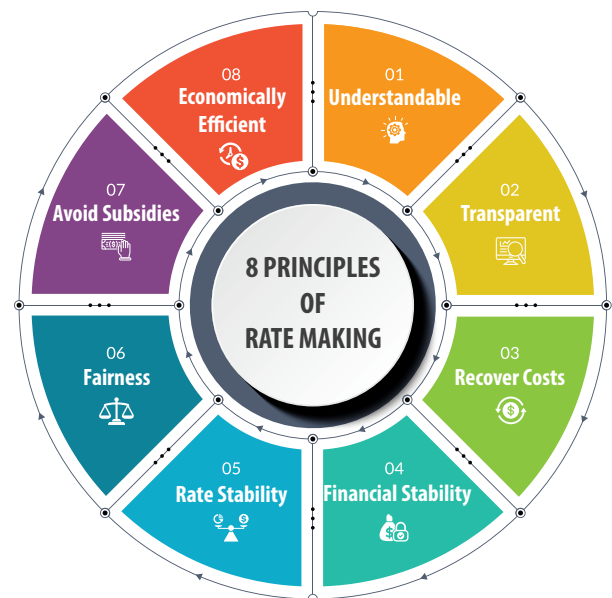 8 PRINCIPLES
OF
RATE MAKING
01
Understandable
02
Transparent
03
Recover Costs
04
Financial Stability
05
Rate Stability
06
Fairness
07
Avoid Subsidies
08
Economically
Efficient